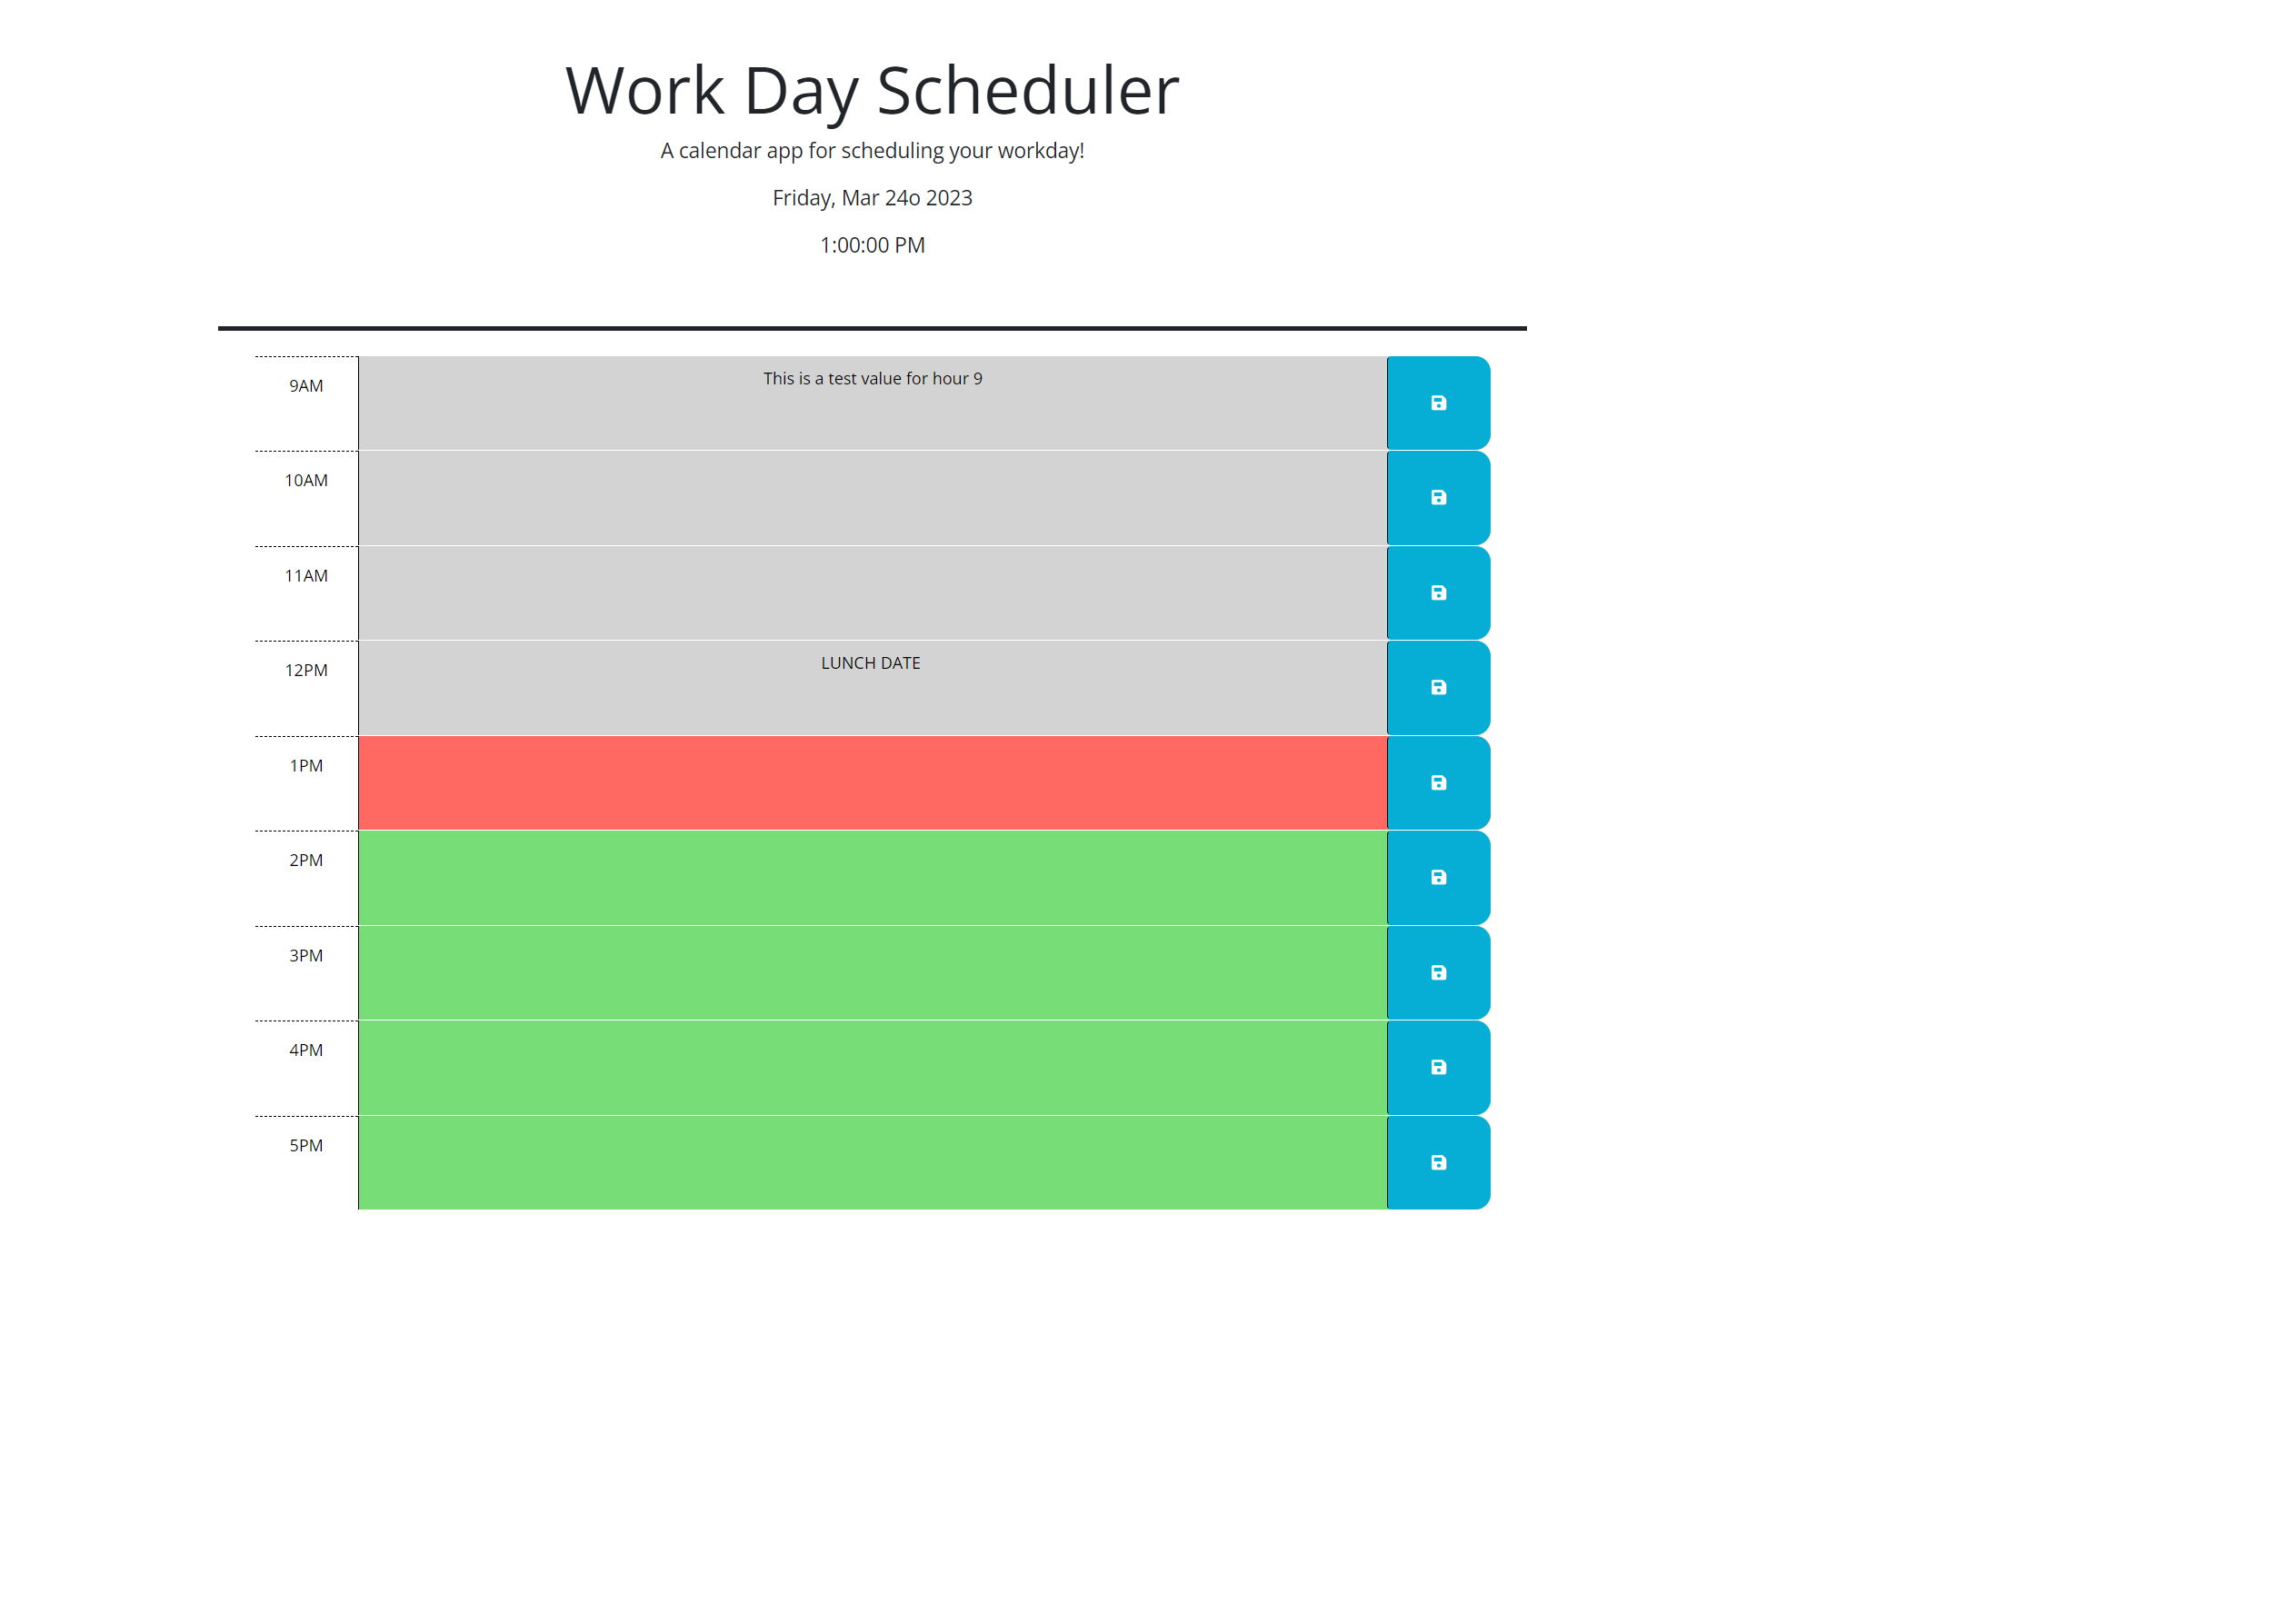 Work Day Scheduler
A calendar app for scheduling your workday!
Friday, Mar 24o 2023
1:00:00 PM
9AM
This is a test value for hour 9
10AM
11AM
12PM
LUNCH DATE
1PM
2PM
3PM
4PM
5PM